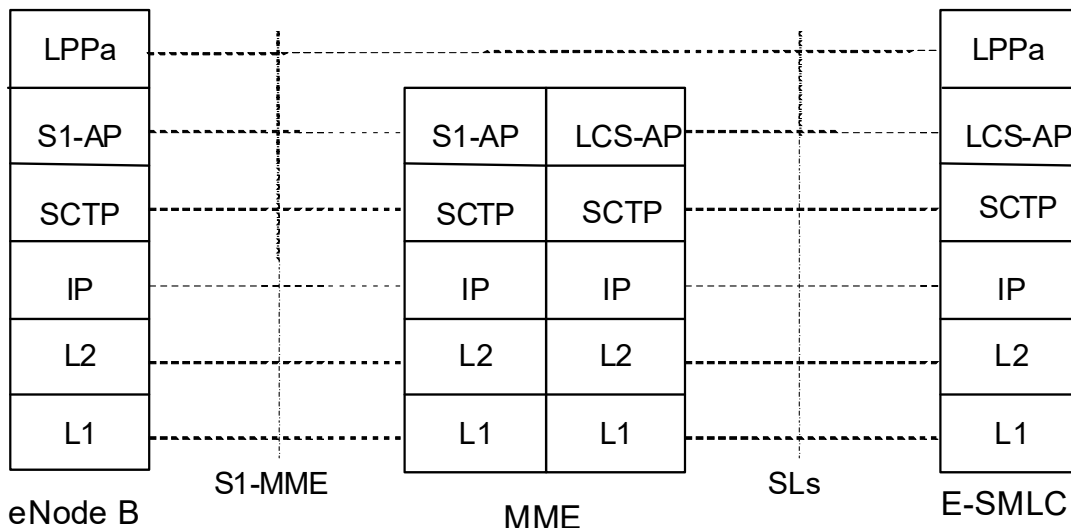 LPPa LPPa
S1-AP S1-AP LCS-AP LCS-AP
SCTP SCTP SCTP SCTP
IP IP IP IP
L2 L2 L2 L2
L1 L1 L1 L1
S1-MME SLs
eNode B MME E-SMLC